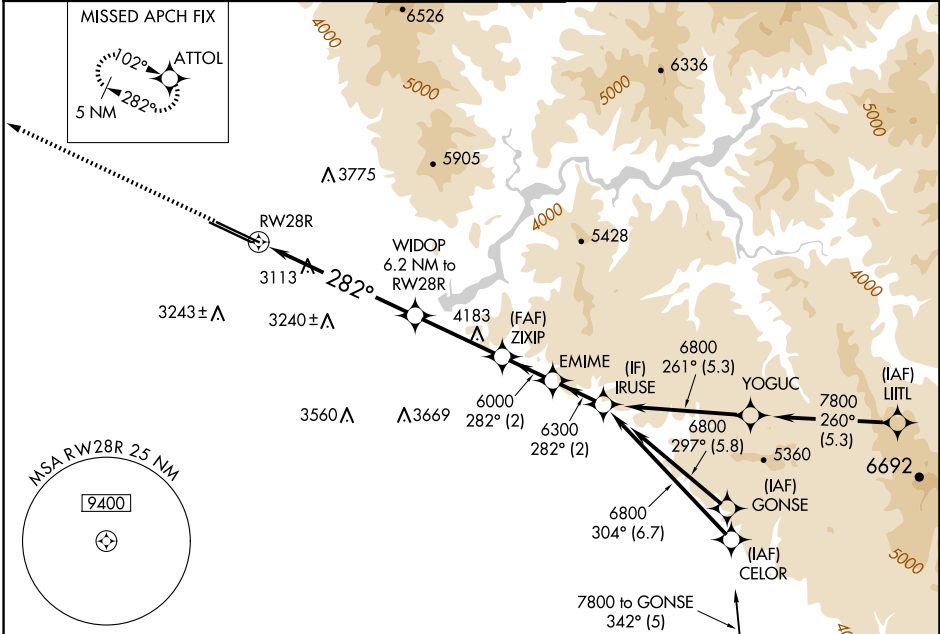 MISSED APCH FIX
ATTOL
102°
282°
5 NM
4000
6526
5000
6336
5000
5000
5905
3775
4000
5428
4000
RW28R
3113
282°
WIDOP
6.2 NM to
RW28R
3243±
3240±
4183
(FAF)
ZIXIP
EMIME
(IF)
IRUSE
6800
261° (5.3)
YOGUC
7800
260°
(5.3)
(IAF)
LIITL
6000
282° (2)
6300
282° (2)
6800
297° (5.8)
3560
3669
5360
6692
(IAF)
GONSE
6800
304° (6.7)
(IAF)
CELOR
5000
MSA RW28R 25 NM
9400
7800 to GONSE
342° (5)